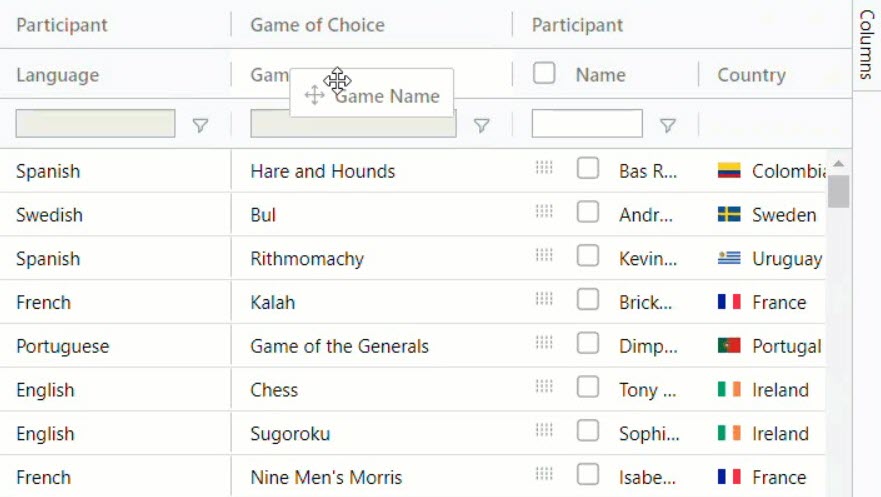 Participant Game of Choice Participant
Language Gam Name Country
Game Name
Spanish Hare and Hounds Bas R... Colombia
Swedish Bul Andr... Sweden
Spanish Rithmomachy Kevin... Uruguay
French Kalah Brick... France
Portuguese Game of the Generals Dimp... Portugal
English Chess Tony ... Ireland
English Sugoroku Sophi... Ireland
French Nine Men's Morris Isabe... France
Columns